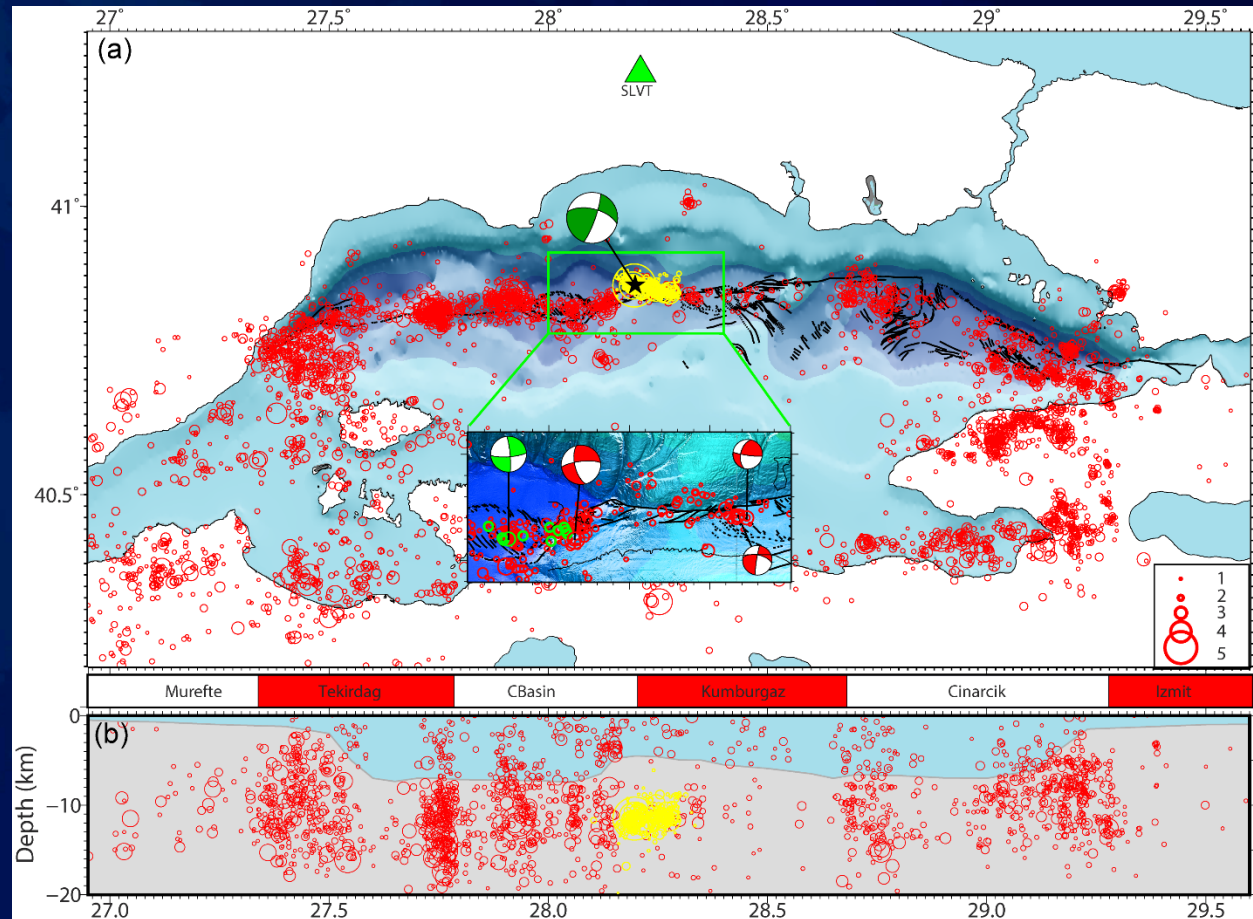 27° 27.5° 28° 28.5° 29° 29.5°
(a)
SLVT
41°
40.5°
1
2
3
4
5
Murefte Tekirdag CBasin Kumburgaz Cinarcik Izmit
0
(b)
Depth (km)
−10
−20
27.0 27.5 28.0 28.5 29.0 29.5